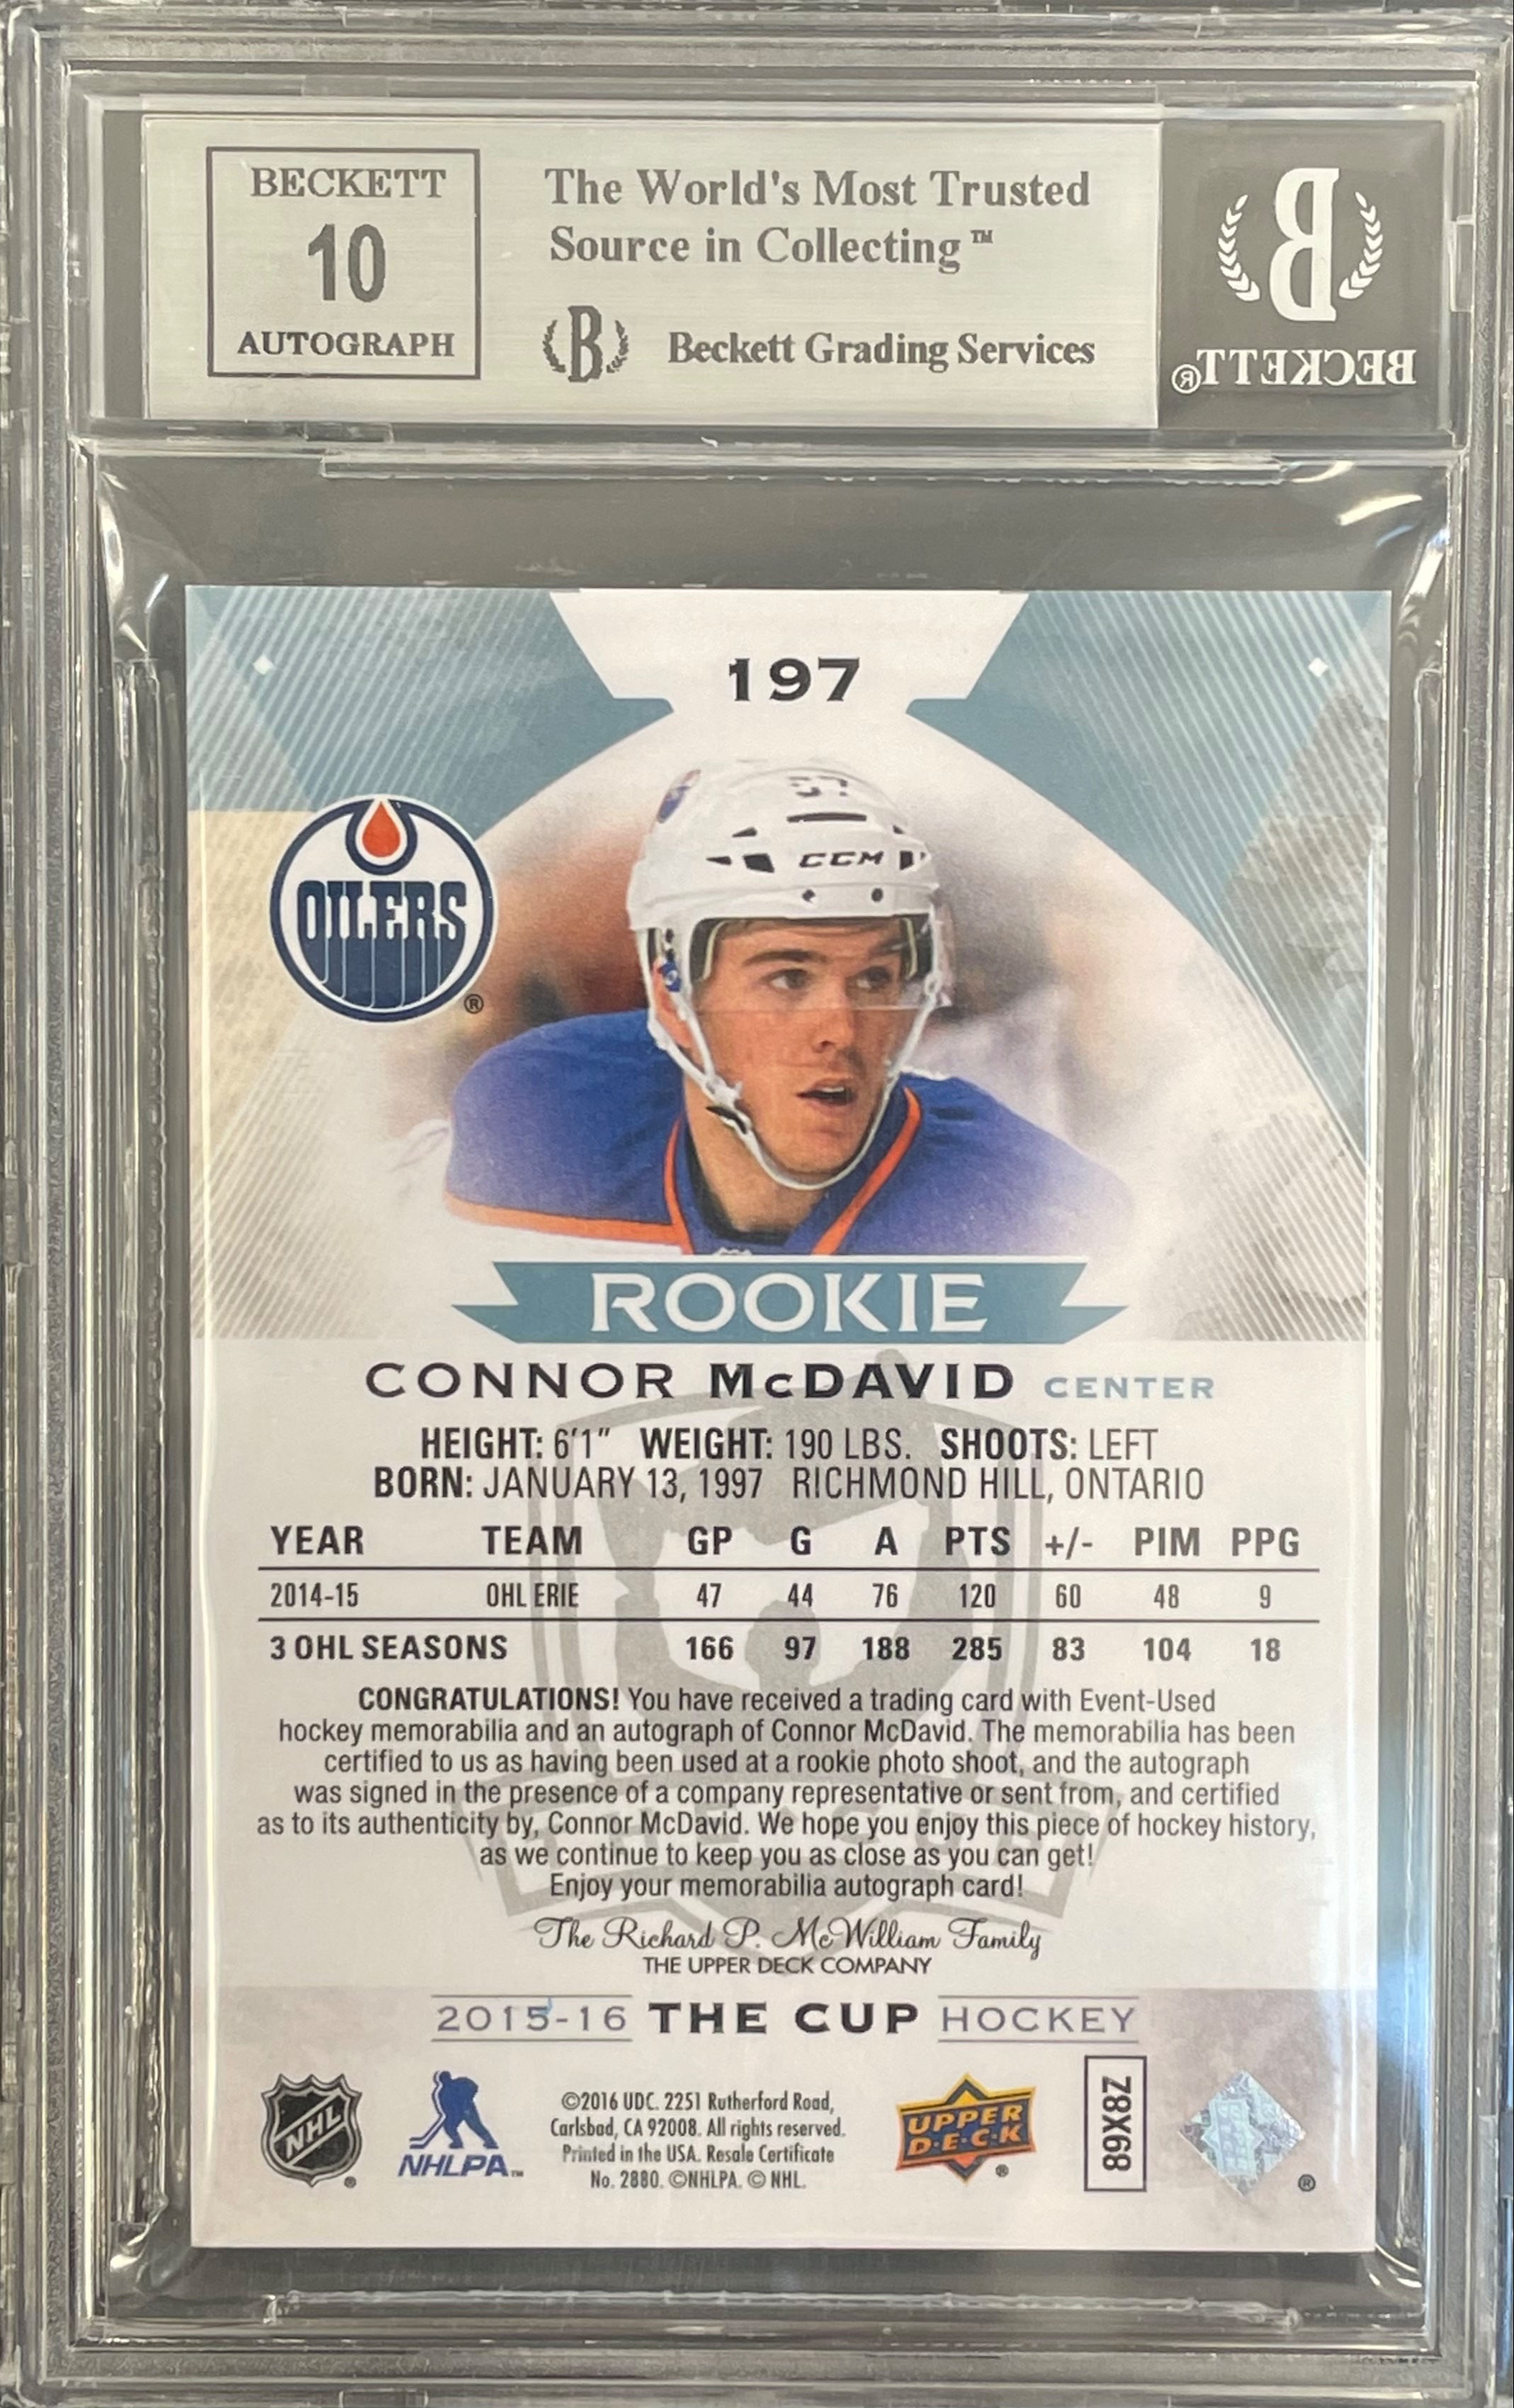 BECKETT
10
AUTOGRAPH
The World's Most Trusted
Source in Collecting™
B
Beckett Grading Services
B
BECKETT®
197
97
CCM
OILERS
®
ROOKIE
CONNOR McDAVID CENTER
HEIGHT: 6'1" WEIGHT: 190 LBS. SHOOTS: LEFT
BORN: JANUARY 13, 1997 RICHMOND HILL, ONTARIO
YEAR TEAM GP G A PTS +/- PIM PPG
2014-15 OHL ERIE 47 44 76 120 60 48 9
3 OHL SEASONS 166 97 188 285 83 104 18
CONGRATULATIONS! You have received a trading card with Event-Used
hockey memorabilia and an autograph of Connor McDavid. The memorabilia has been
certified to us as having been used at a rookie photo shoot, and the autograph
was signed in the presence of a company representative or sent from, and certified
as to its authenticity by, Connor McDavid. We hope you enjoy this piece of hockey history,
as we continue to keep you as close as you can get!
Enjoy your memorabilia autograph card!
The Richard P. McWilliam Family
THE UPPER DECK COMPANY
THE CUP
2015-16 THE CUP HOCKEY
NHL
®
NHLPA™
©2016 UDC. 2251 Rutherford Road,
Carlsbad, CA 92008. All rights reserved.
Printed in the USA. Resale Certificate
No. 2880. ©NHLPA. © NHL.
UPPER
D·E·C·K
®
Z8X68
®